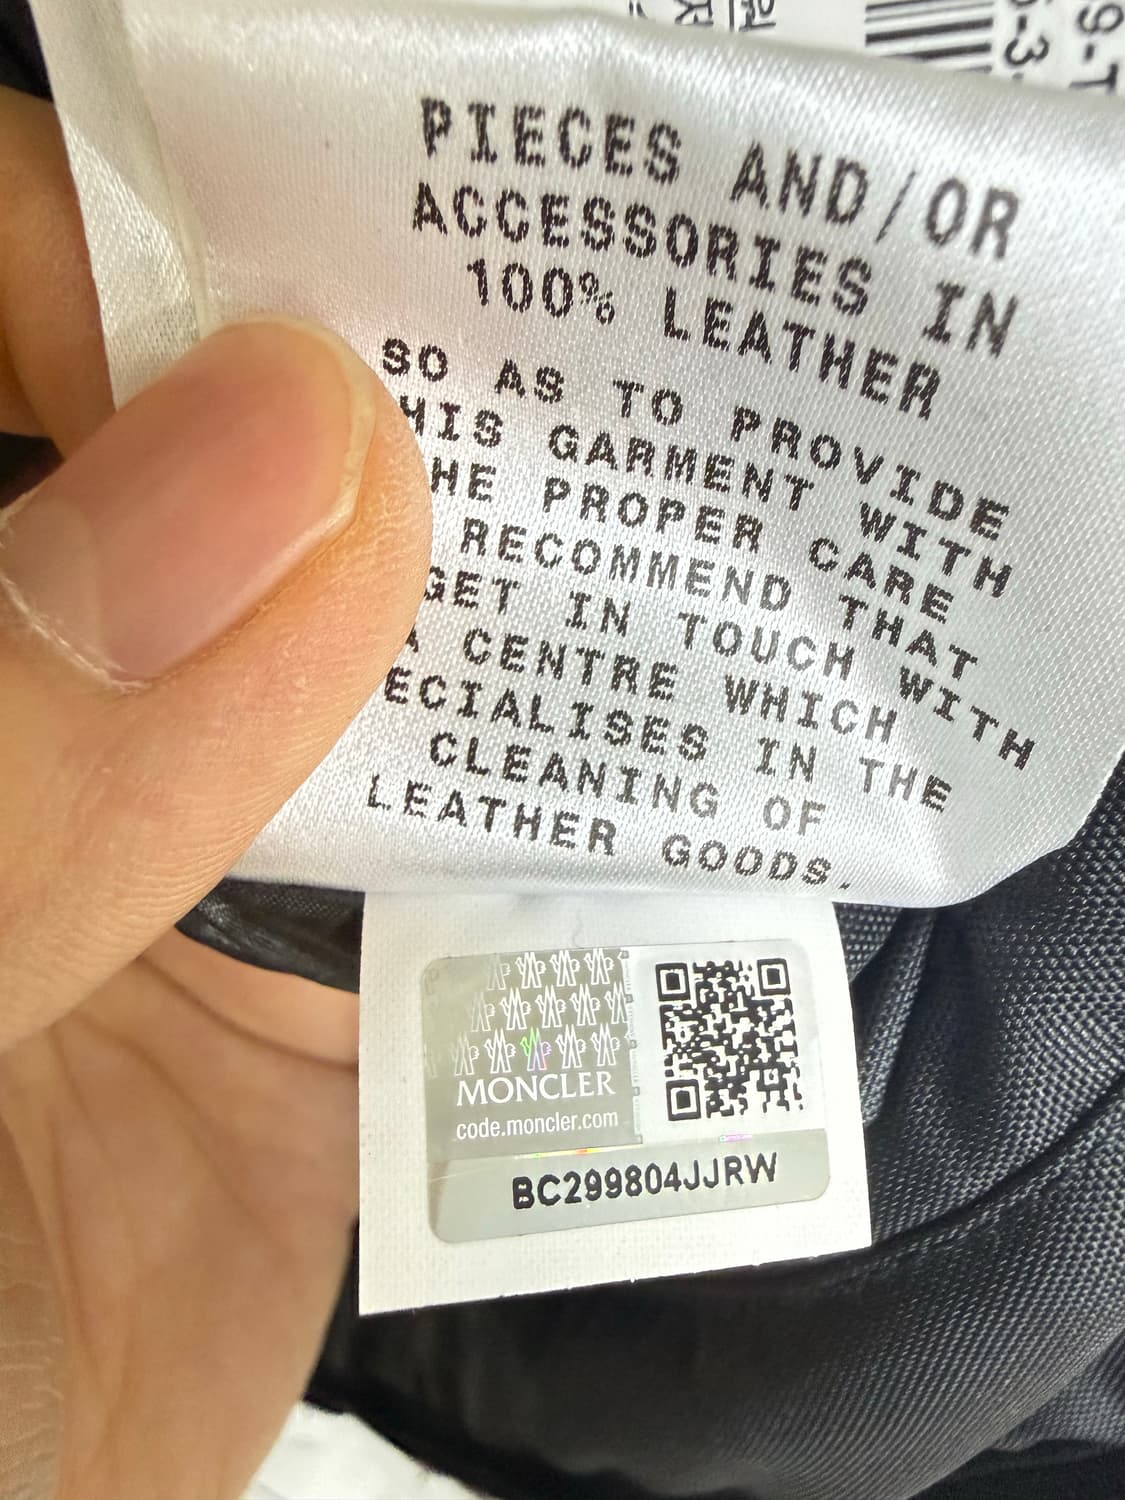 PIECES AND/OR
ACCESSORIES IN
100% LEATHER
SO AS TO PROVIDE
HIS GARMENT WITH
HE PROPER CARE
RECOMMEND THAT
GET IN TOUCH WITH
A CENTRE WHICH
ECIALISES IN THE
CLEANING OF
LEATHER GOODS.
MONCLER
code.moncler.com
BC299804JJRW